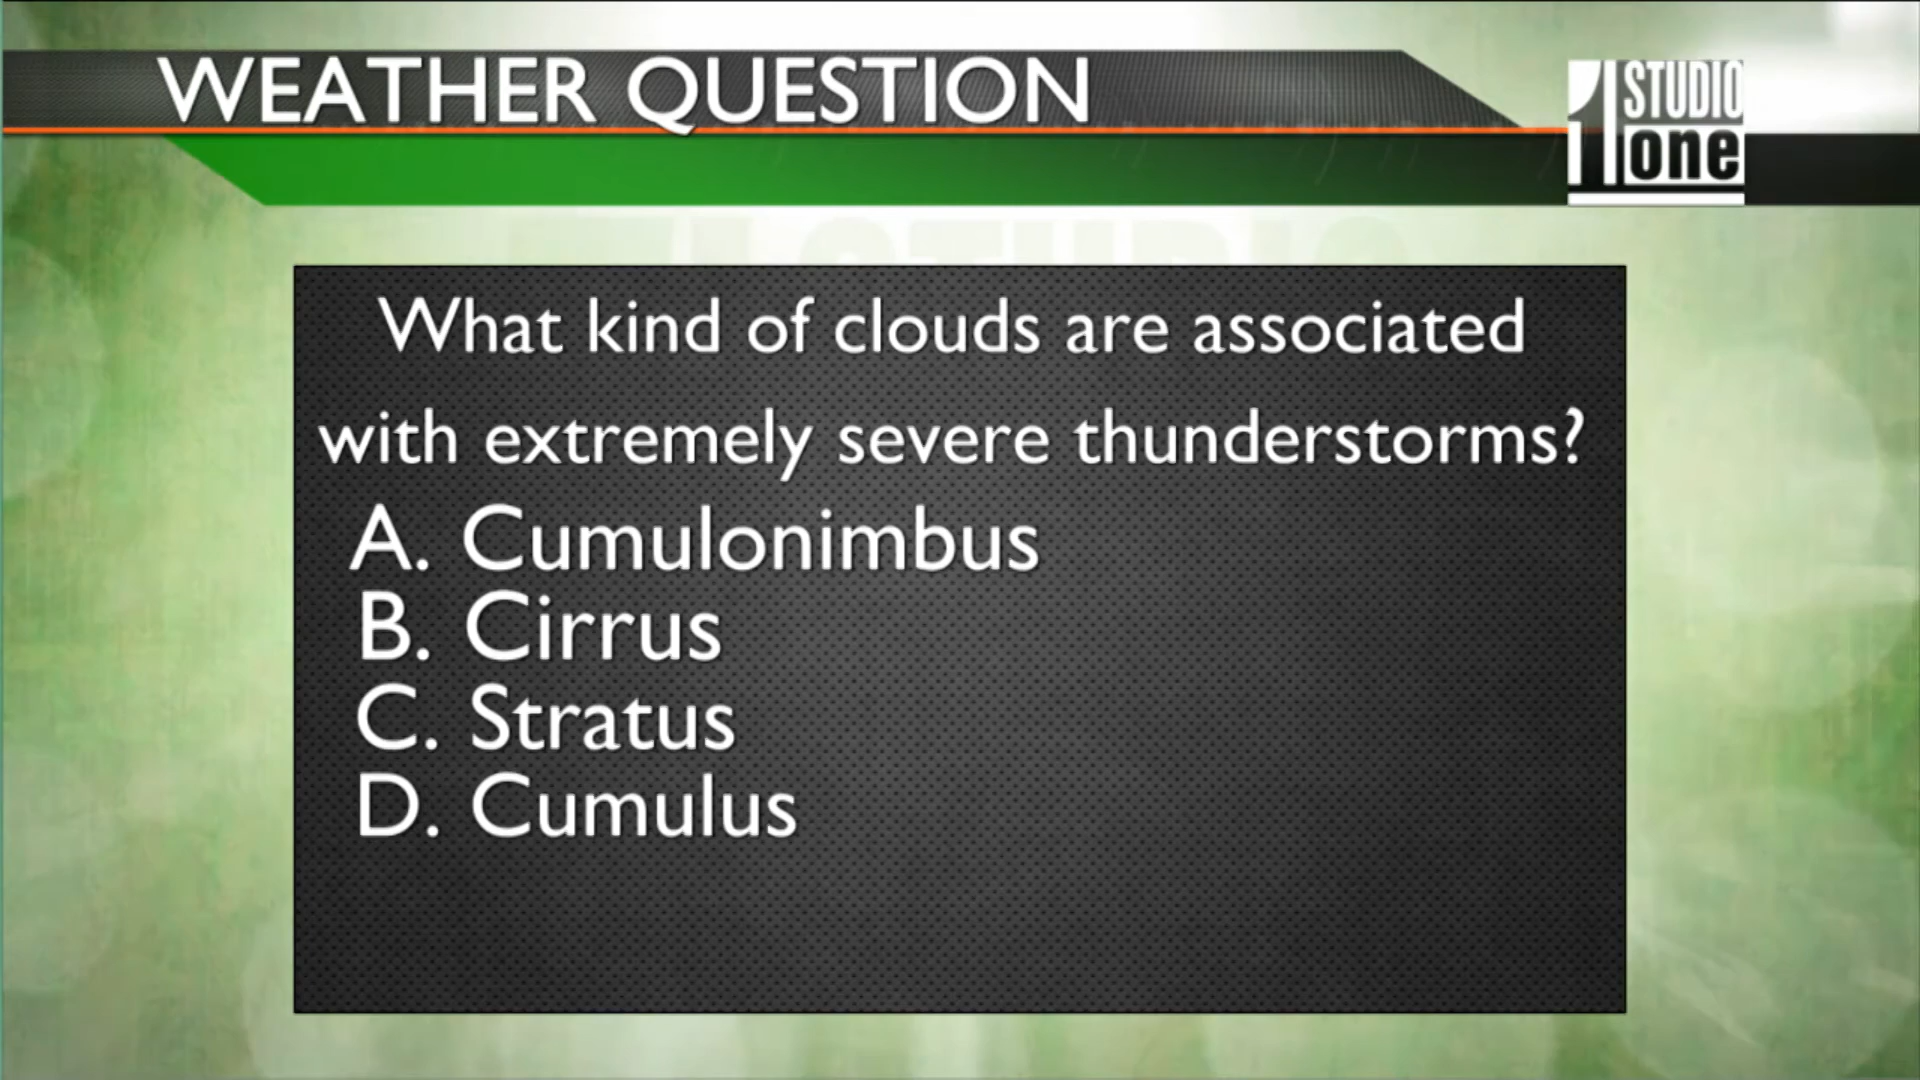 WEATHER QUESTION
1 STUDIO
one
What kind of clouds are associated
with extremely severe thunderstorms?
A. Cumulonimbus
B. Cirrus
C. Stratus
D. Cumulus